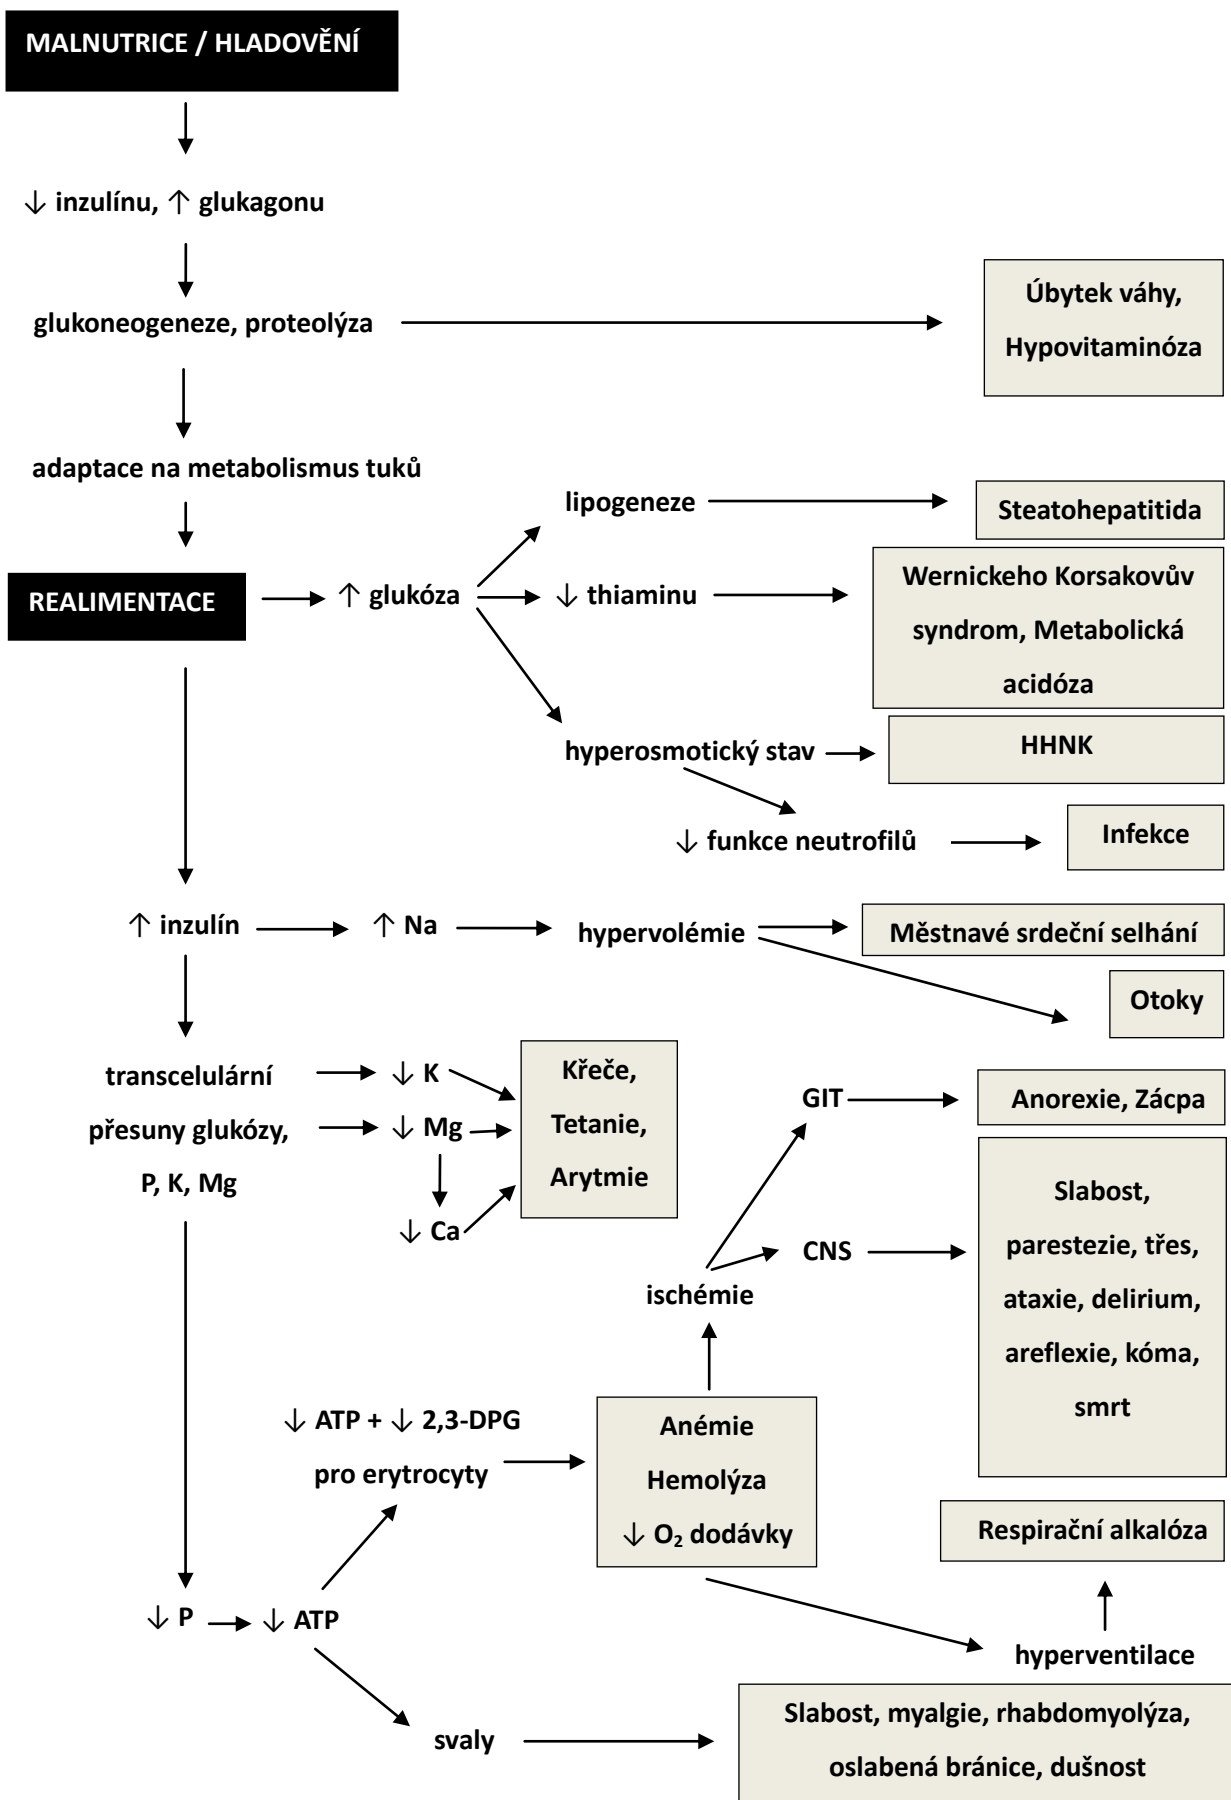 MALNUTRICE / HLADOVĚNÍ
↓ inzulínu, ↑ glukagonu
glukoneogeneze, proteolýza
Úbytek váhy,
Hypovitaminóza
adaptace na metabolismus tuků
lipogeneze
Steatohepatitida
REALIMENTACE
↑ glukóza
↓ thiaminu
Wernickeho Korsakovův
syndrom, Metabolická
acidóza
hyperosmotický stav
HHNK
↓ funkce neutrofilů
Infekce
↑ inzulín
↑ Na
hypervolémie
Městnavé srdeční selhání
Otoky
transcelulární
přesuny glukózy,
P, K, Mg
↓ K
↓ Mg
↓ Ca
Křeče,
Tetanie,
Arytmie
GIT
Anorexie, Zácpa
CNS
Slabost,
parestezie, třes,
ataxie, delirium,
areflexie, kóma,
smrt
ischémie
↓ ATP + ↓ 2,3-DPG
pro erytrocyty
Anémie
Hemolýza
↓ O₂ dodávky
Respirační alkalóza
↓ P
↓ ATP
hyperventilace
svaly
Slabost, myalgie, rhabdomyolýza,
oslabená bránice, dušnost